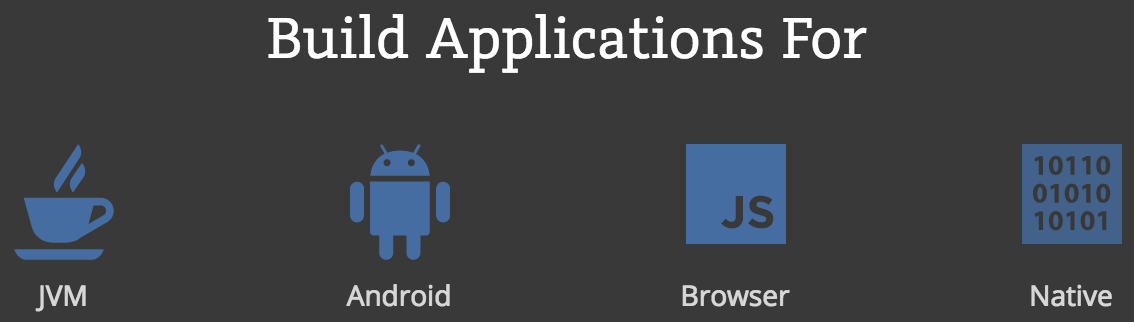 Build Applications For
JS
10110
01010
10101
JVM
Android
Browser
Native